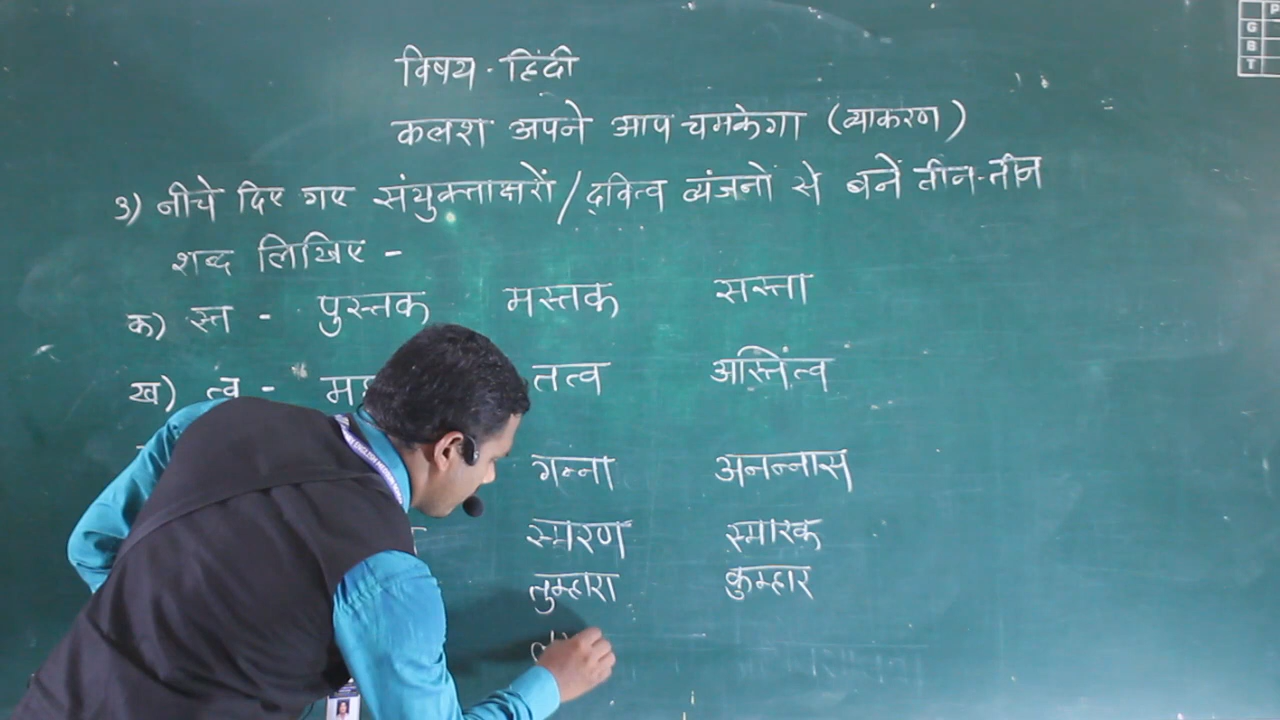 विषय - हिंदी
कलश अपने आप चमकेगा (व्याकरण)
3) नीचे दिए गए संयुक्ताक्षरों/द्वित्व व्यंजनों से बनें तीन-तीन
शब्द लिखिए -
क) स्त - पुस्तक मस्तक सस्ता
ख) त्व - तत्व अस्तित्व
गन्ना अनन्नास
स्मरण स्मारक
तुम्हारा कुम्हार
G
B
T